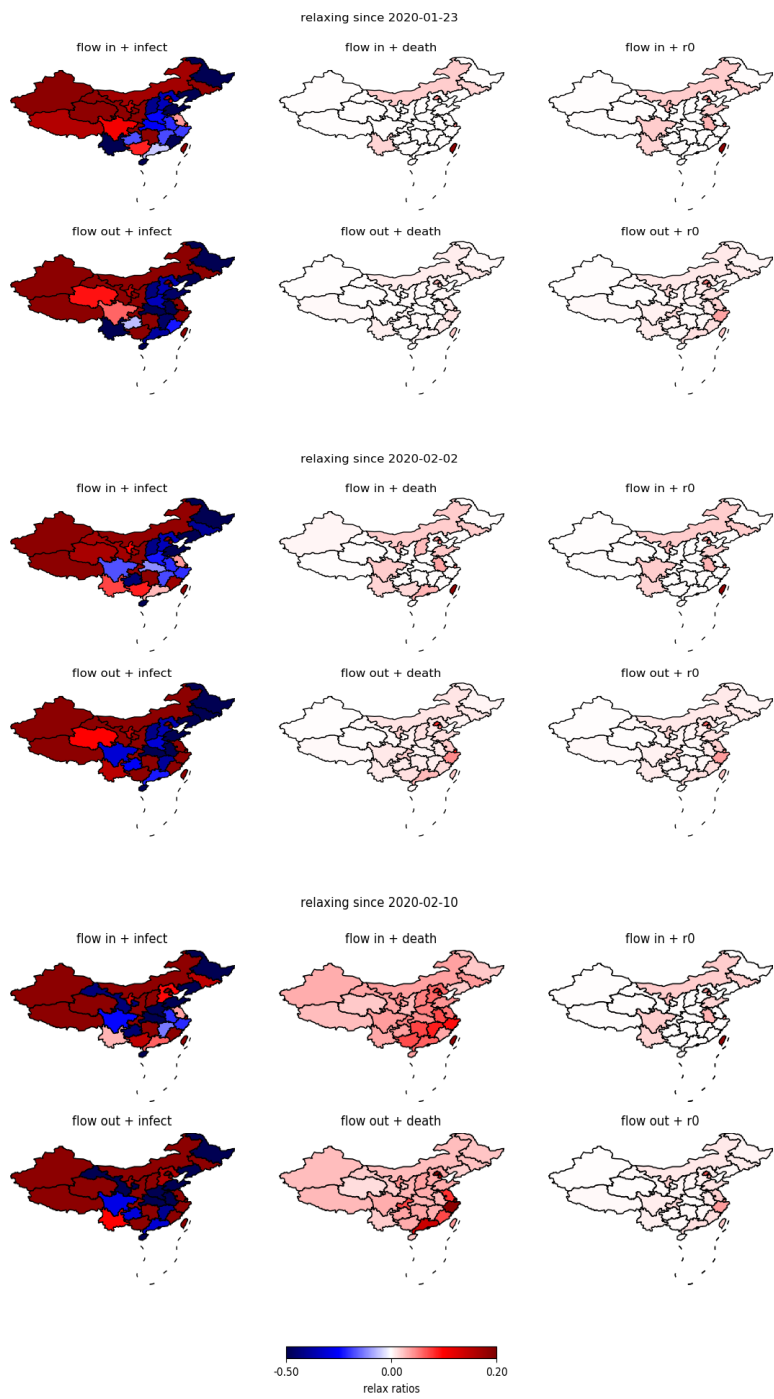 relaxing since 2020-01-23
flow in + infect
flow in + death
flow in + r0
flow out + infect
flow out + death
flow out + r0
relaxing since 2020-02-02
flow in + infect
flow in + death
flow in + r0
flow out + infect
flow out + death
flow out + r0
relaxing since 2020-02-10
flow in + infect
flow in + death
flow in + r0
flow out + infect
flow out + death
flow out + r0
-0.50
0.00
0.20
relax ratios